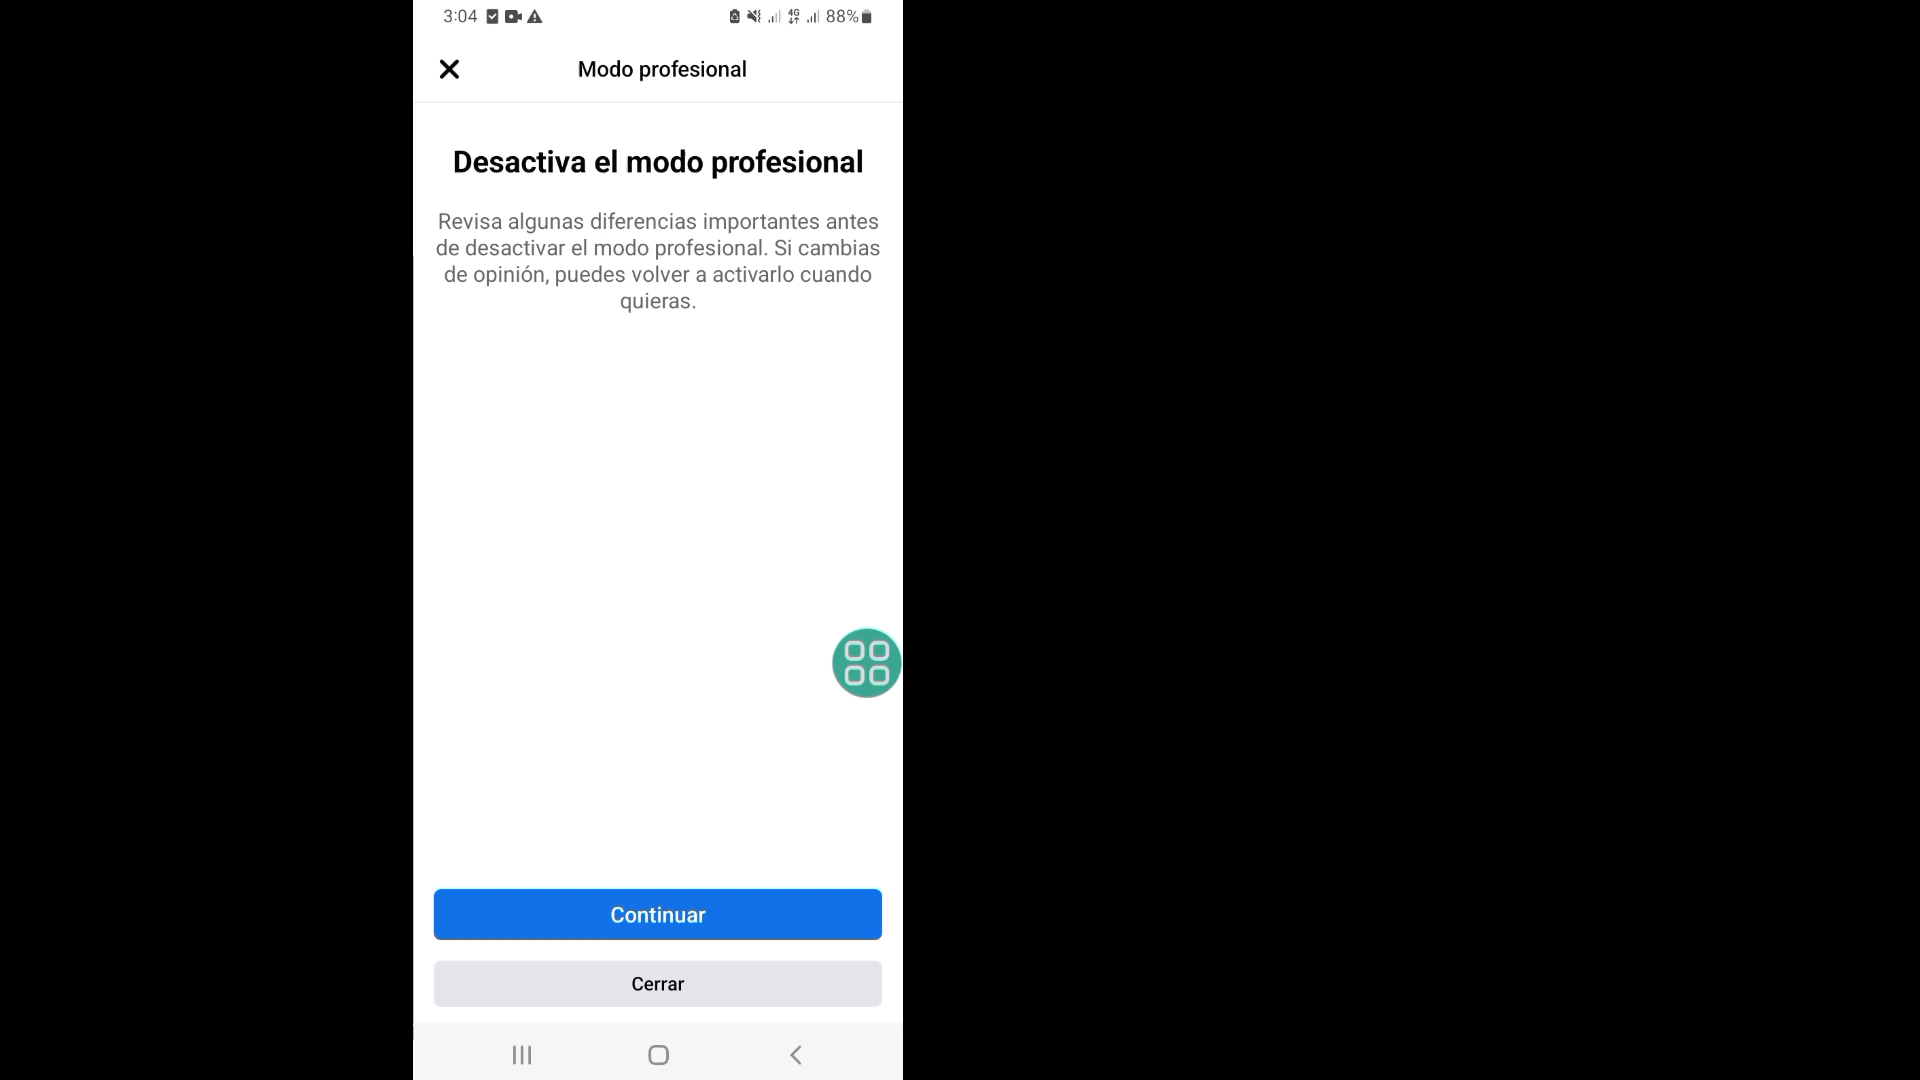 3:04
4G
88%
Modo profesional
Desactiva el modo profesional
Revisa algunas diferencias importantes antes
de desactivar el modo profesional. Si cambias
de opinión, puedes volver a activarlo cuando
quieras.
Continuar
Cerrar